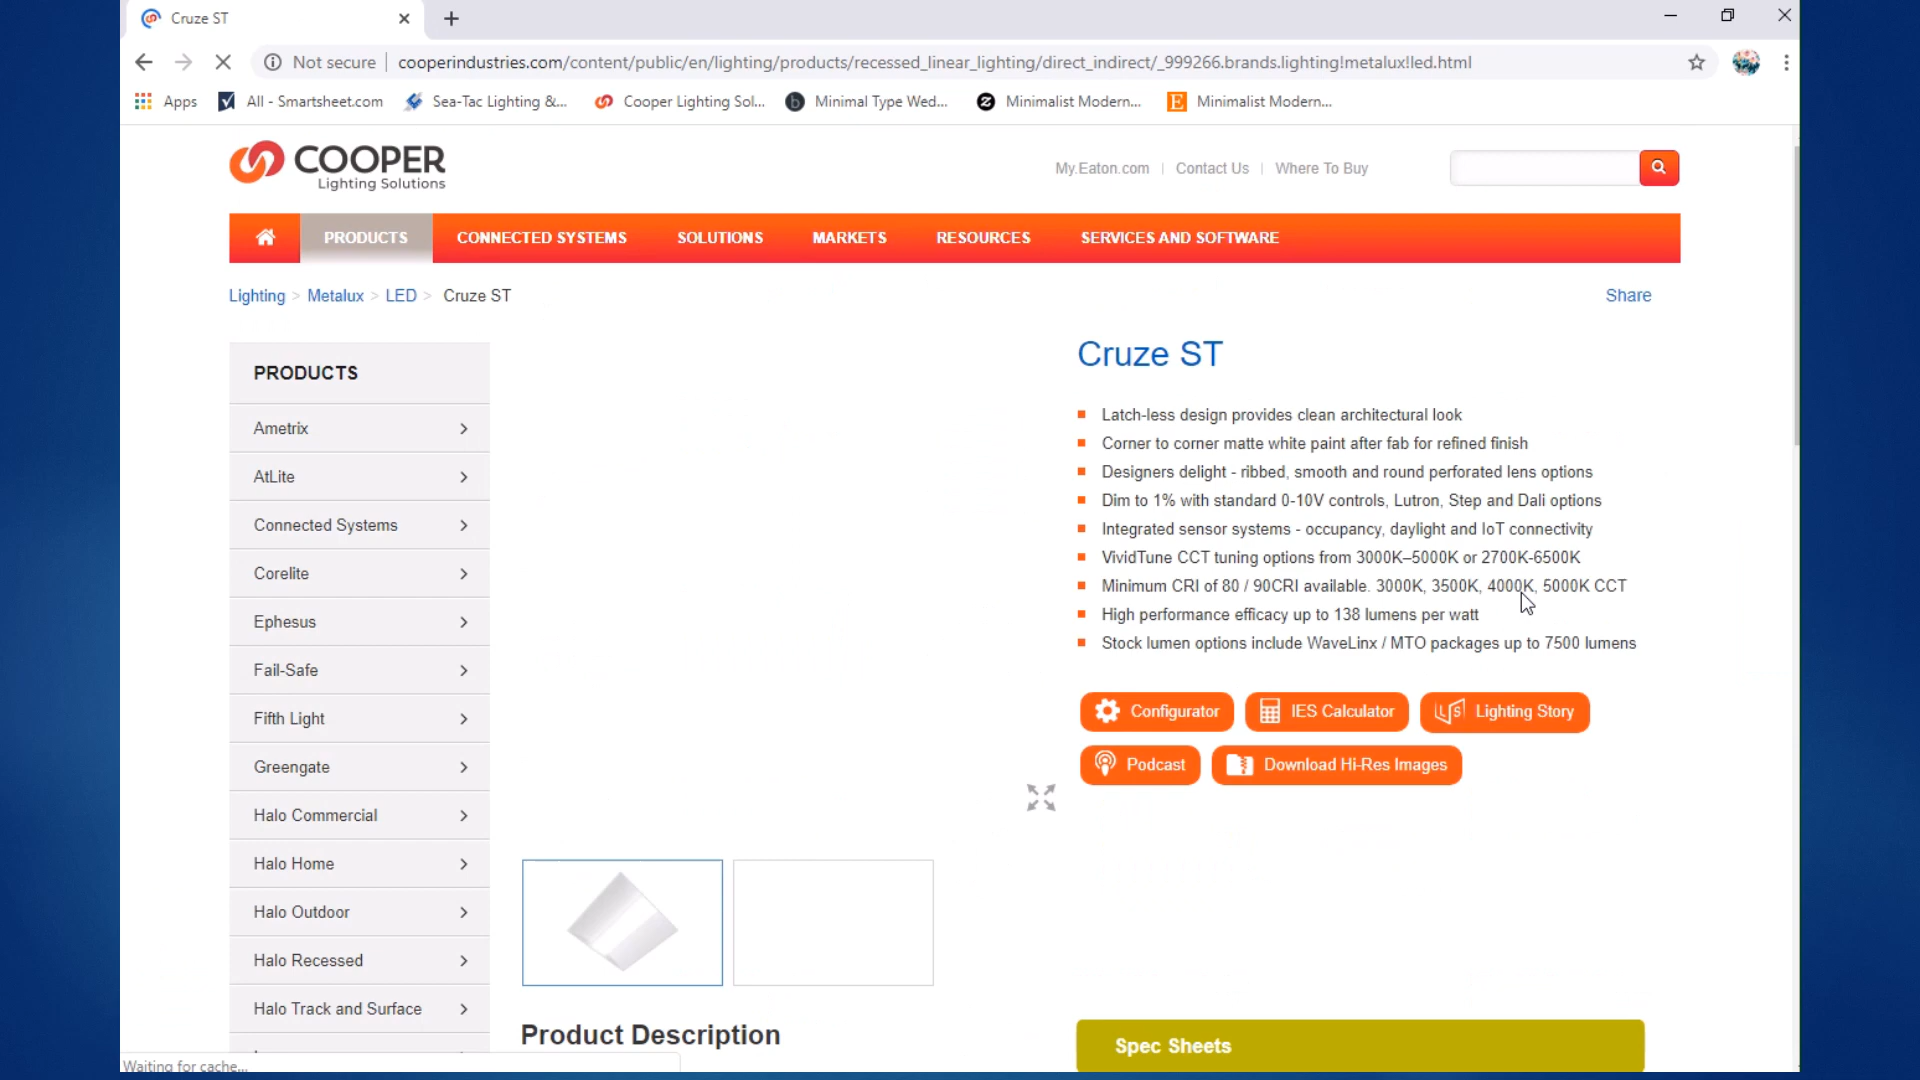 Cruze ST
Not secure
cooperindustries.com/content/public/en/lighting/products/recessed_linear_lighting/direct_indirect/_999266.brands.lighting!metalux!led.html
Apps
All - Smartsheet.com
Sea-Tac Lighting &...
Cooper Lighting Sol...
Minimal Type Wed...
Minimalist Modern...
Minimalist Modern...
COOPER
Lighting Solutions
My.Eaton.com | Contact Us | Where To Buy
PRODUCTS
CONNECTED SYSTEMS
SOLUTIONS
MARKETS
RESOURCES
SERVICES AND SOFTWARE
Lighting > Metalux > LED > Cruze ST
Share
PRODUCTS
Ametrix
AtLite
Connected Systems
Corelite
Ephesus
Fail-Safe
Fifth Light
Greengate
Halo Commercial
Halo Home
Halo Outdoor
Halo Recessed
Halo Track and Surface
Cruze ST
Latch-less design provides clean architectural look
Corner to corner matte white paint after fab for refined finish
Designers delight - ribbed, smooth and round perforated lens options
Dim to 1% with standard 0-10V controls, Lutron, Step and Dali options
Integrated sensor systems - occupancy, daylight and IoT connectivity
VividTune CCT tuning options from 3000K–5000K or 2700K-6500K
Minimum CRI of 80 / 90CRI available. 3000K, 3500K, 4000K, 5000K CCT
High performance efficacy up to 138 lumens per watt
Stock lumen options include WaveLinx / MTO packages up to 7500 lumens
Configurator
IES Calculator
LS Lighting Story
Podcast
Download Hi-Res Images
Product Description
Spec Sheets
Waiting for cache...